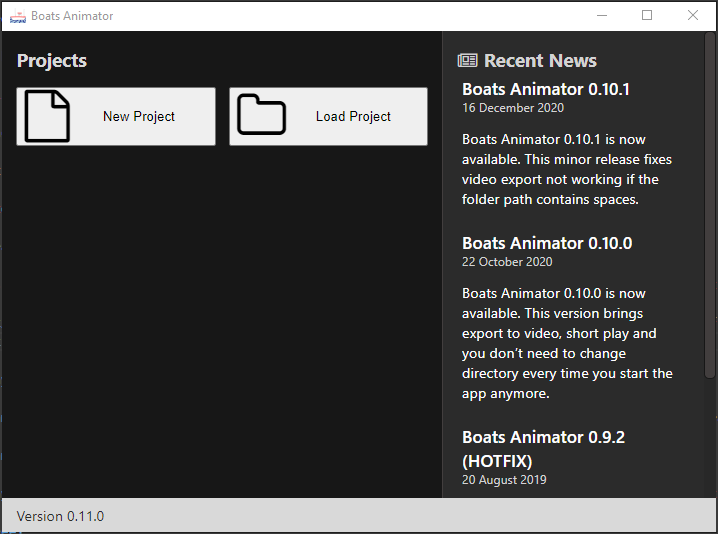 Boats Animator
Projects
New Project
Load Project
Recent News
Boats Animator 0.10.1
16 December 2020
Boats Animator 0.10.1 is now
available. This minor release fixes
video export not working if the
folder path contains spaces.
Boats Animator 0.10.0
22 October 2020
Boats Animator 0.10.0 is now
available. This version brings
export to video, short play and
you don’t need to change
directory every time you start the
app anymore.
Boats Animator 0.9.2
(HOTFIX)
20 August 2019
Version 0.11.0